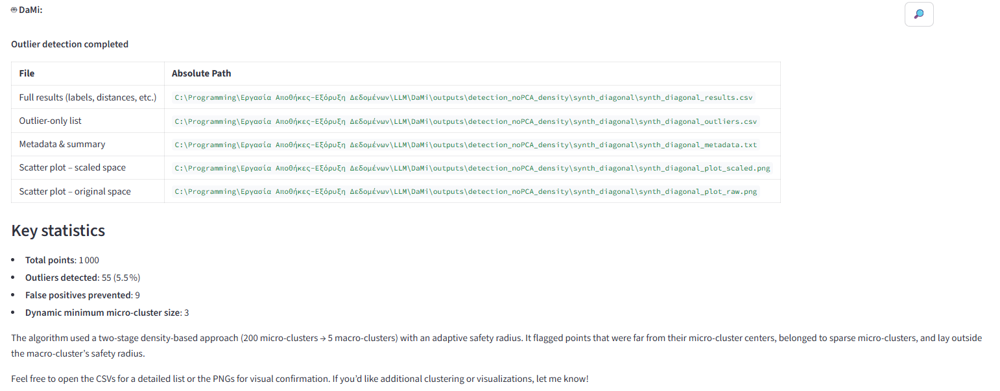 DaMi:
Outlier detection completed
File Absolute Path
Full results (labels, distances, etc.) C:\Programming\Εργασία Αποθήκες-Εξόρυξη Δεδομένων\LLM\DaMi\outputs\detection_noPCA_density\synth_diagonal\synth_diagonal_results.csv
Outlier-only list C:\Programming\Εργασία Αποθήκες-Εξόρυξη Δεδομένων\LLM\DaMi\outputs\detection_noPCA_density\synth_diagonal\synth_diagonal_outliers.csv
Metadata & summary C:\Programming\Εργασία Αποθήκες-Εξόρυξη Δεδομένων\LLM\DaMi\outputs\detection_noPCA_density\synth_diagonal\synth_diagonal_metadata.txt
Scatter plot – scaled space C:\Programming\Εργασία Αποθήκες-Εξόρυξη Δεδομένων\LLM\DaMi\outputs\detection_noPCA_density\synth_diagonal\synth_diagonal_plot_scaled.png
Scatter plot – original space C:\Programming\Εργασία Αποθήκες-Εξόρυξη Δεδομένων\LLM\DaMi\outputs\detection_noPCA_density\synth_diagonal\synth_diagonal_plot_raw.png
Key statistics
• Total points: 1 000
• Outliers detected: 55 (5.5 %)
• False positives prevented: 9
• Dynamic minimum micro-cluster size: 3
The algorithm used a two-stage density-based approach (200 micro-clusters → 5 macro-clusters) with an adaptive safety radius. It flagged points that were far from their micro-cluster centers, belonged to sparse micro-clusters, and lay outside
the macro-cluster’s safety radius.
Feel free to open the CSVs for a detailed list or the PNGs for visual confirmation. If you’d like additional clustering or visualizations, let me know!